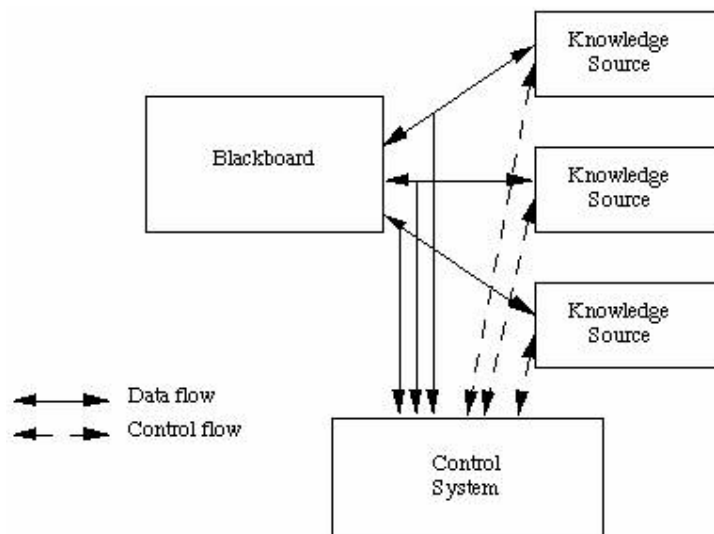 Knowledge
Source
Blackboard
Knowledge
Source
Knowledge
Source
Data flow
Control flow
Control
System